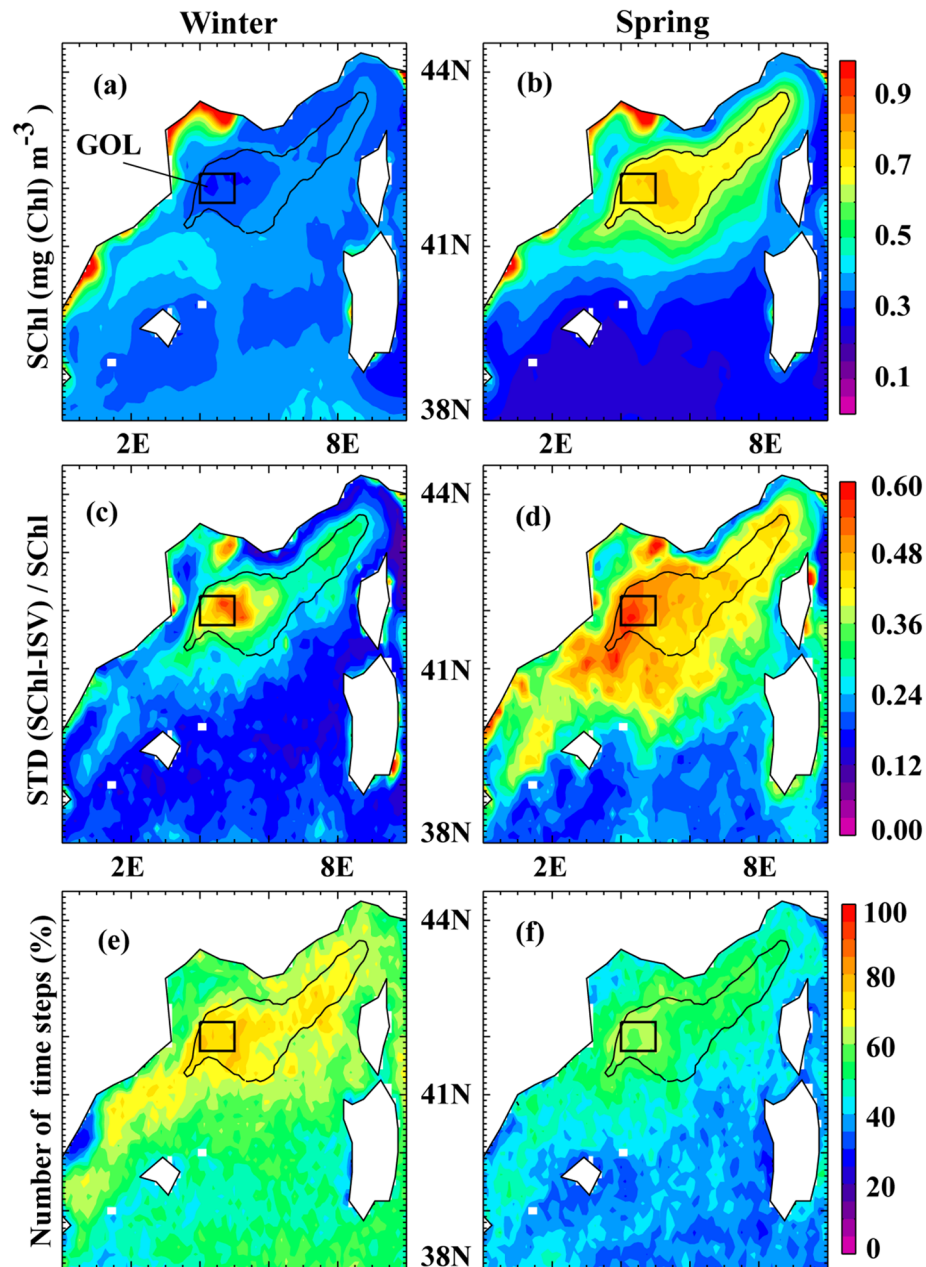 Winter
Spring
SChl (mg (Chl) m⁻³
(a)
GOL
44N
41N
38N
(b)
0.9
0.7
0.5
0.3
0.1
2E
8E
2E
8E
STD (SChl-ISV) / SChl
(c)
44N
41N
38N
(d)
0.60
0.48
0.36
0.24
0.12
0.00
2E
8E
2E
8E
Number of time steps (%)
(e)
44N
41N
38N
(f)
100
80
60
40
20
0